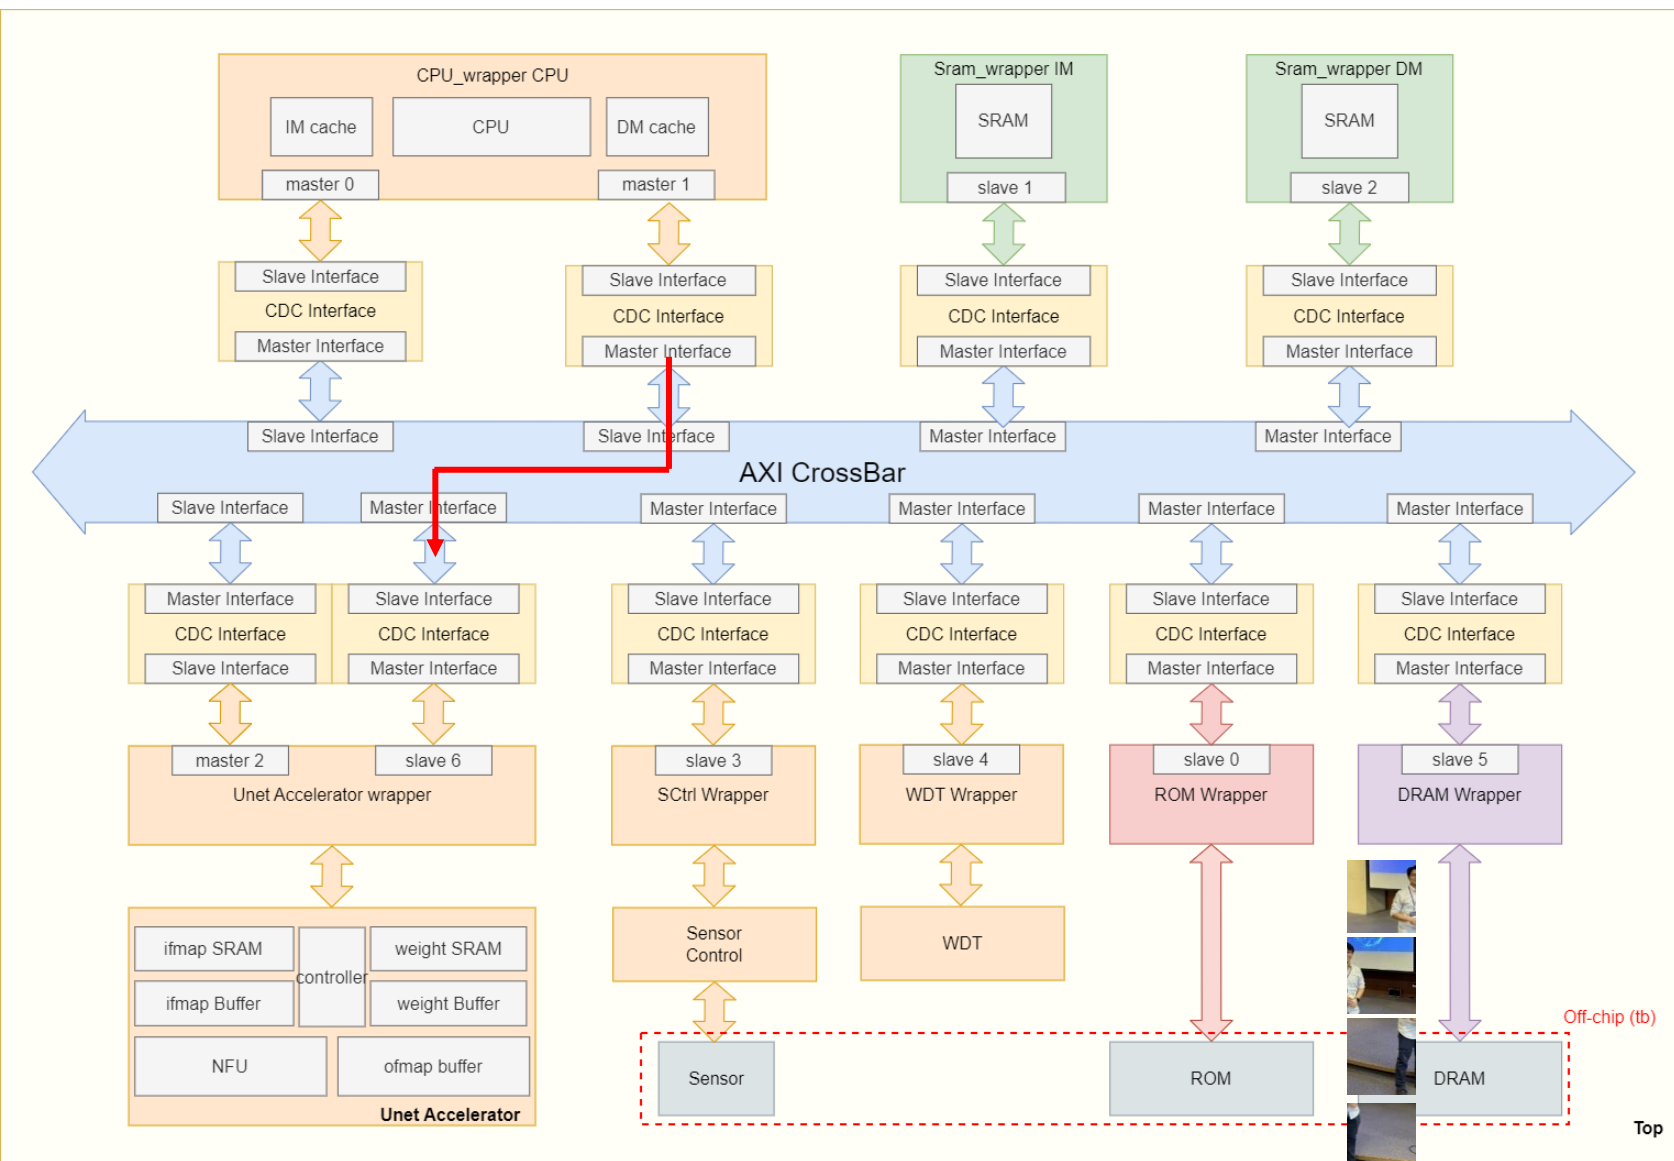 CPU_wrapper CPU
IM cache
CPU
DM cache
master 0
master 1
Sram_wrapper IM
SRAM
slave 1
Sram_wrapper DM
SRAM
slave 2
Slave Interface
CDC Interface
Master Interface
Slave Interface
CDC Interface
Master Interface
Slave Interface
CDC Interface
Master Interface
Slave Interface
CDC Interface
Master Interface
Slave Interface
Slave Interface
Master Interface
Master Interface
AXI CrossBar
Slave Interface
Master Interface
Master Interface
Master Interface
Master Interface
Master Interface
Master Interface
CDC Interface
Slave Interface
Slave Interface
CDC Interface
Master Interface
Slave Interface
CDC Interface
Master Interface
Slave Interface
CDC Interface
Master Interface
Slave Interface
CDC Interface
Master Interface
Slave Interface
CDC Interface
Master Interface
master 2
slave 6
Unet Accelerator wrapper
slave 3
SCtrl Wrapper
slave 4
WDT Wrapper
slave 0
ROM Wrapper
slave 5
DRAM Wrapper
ifmap SRAM
controller
weight SRAM
ifmap Buffer
weight Buffer
NFU
ofmap buffer
Unet Accelerator
Sensor
Control
WDT
Off-chip (tb)
Sensor
ROM
DRAM
Top